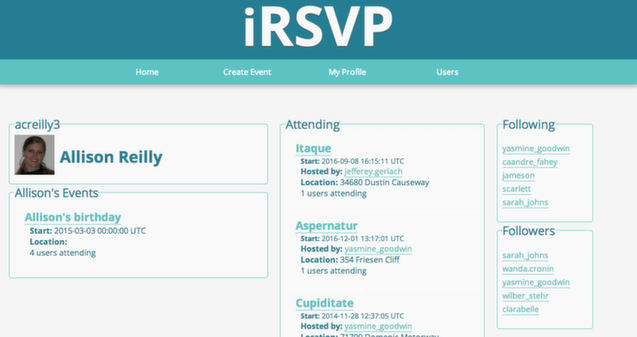 iRSVP
Home Create Event My Profile Users
acreilly3
Allison Reilly
Allison's Events
Allison's birthday
Start: 2015-03-03 00:00:00 UTC
Location:
4 users attending
Attending
Itaque
Start: 2016-09-08 16:15:11 UTC
Hosted by: jefferey.gerlach
Location: 34680 Dustin Causeway
1 users attending
Aspernatur
Start: 2016-12-01 13:17:01 UTC
Hosted by: yasmine_goodwin
Location: 354 Friesen Cliff
1 users attending
Cupiditate
Start: 2014-11-28 12:37:05 UTC
Hosted by: yasmine_goodwin
Following
yasmine_goodwin
caandre_fahey
jameson
scarlett
sarah_johns
Followers
sarah_johns
wanda.cronin
yasmine_goodwin
wilber_stehr
clarabelle